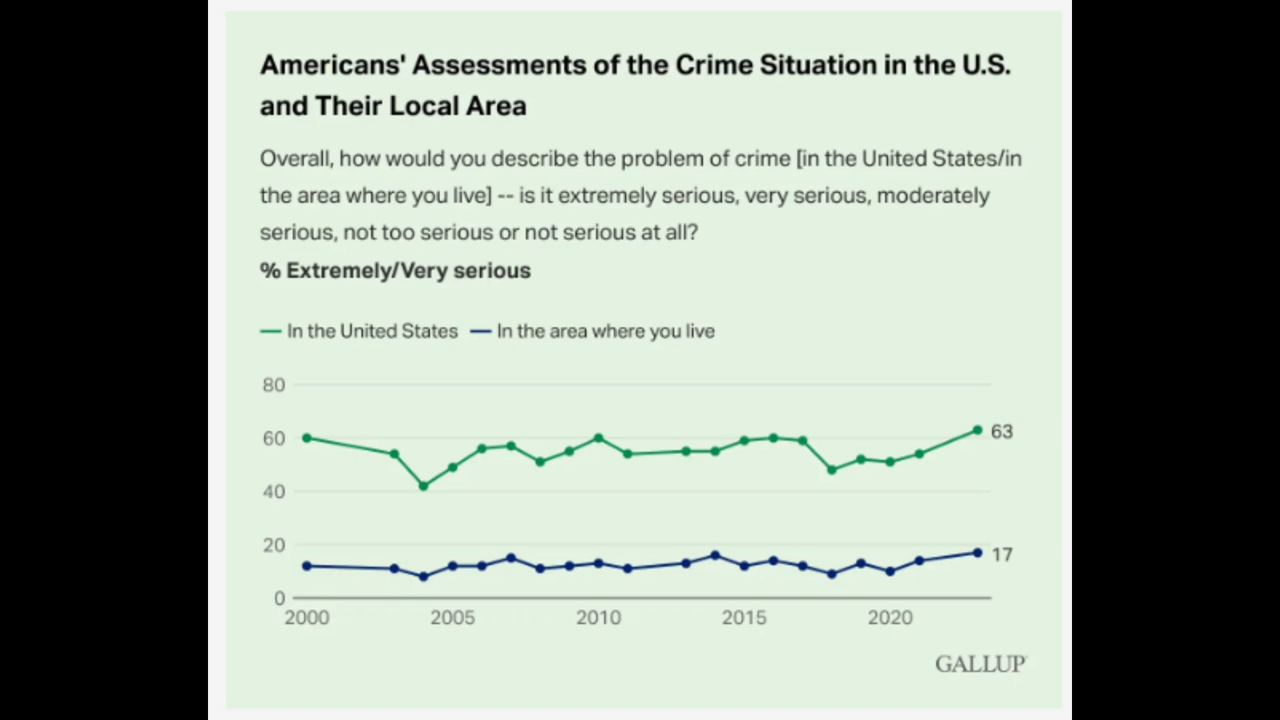 Americans' Assessments of the Crime Situation in the U.S.
and Their Local Area
Overall, how would you describe the problem of crime [in the United States/in
the area where you live] -- is it extremely serious, very serious, moderately
serious, not too serious or not serious at all?
% Extremely/Very serious
In the United States In the area where you live
80
60
63
40
20
17
0
2000 2005 2010 2015 2020
GALLUP